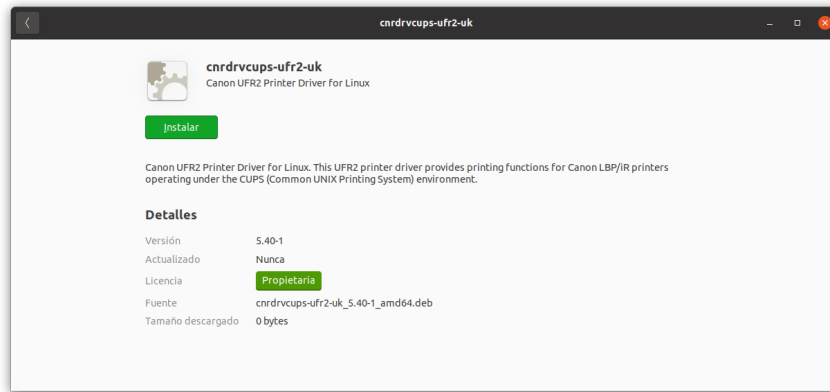 cnrdrvcups-ufr2-uk
cnrdrvcups-ufr2-uk
Canon UFR2 Printer Driver for Linux
Instalar
Canon UFR2 Printer Driver for Linux. This UFR2 printer driver provides printing functions for Canon LBP/iR printers
operating under the CUPS (Common UNIX Printing System) environment.
Detalles
Versión 5.40-1
Actualizado Nunca
Licencia Propietaria
Fuente cnrdrvcups-ufr2-uk_5.40-1_amd64.deb
Tamaño descargado 0 bytes